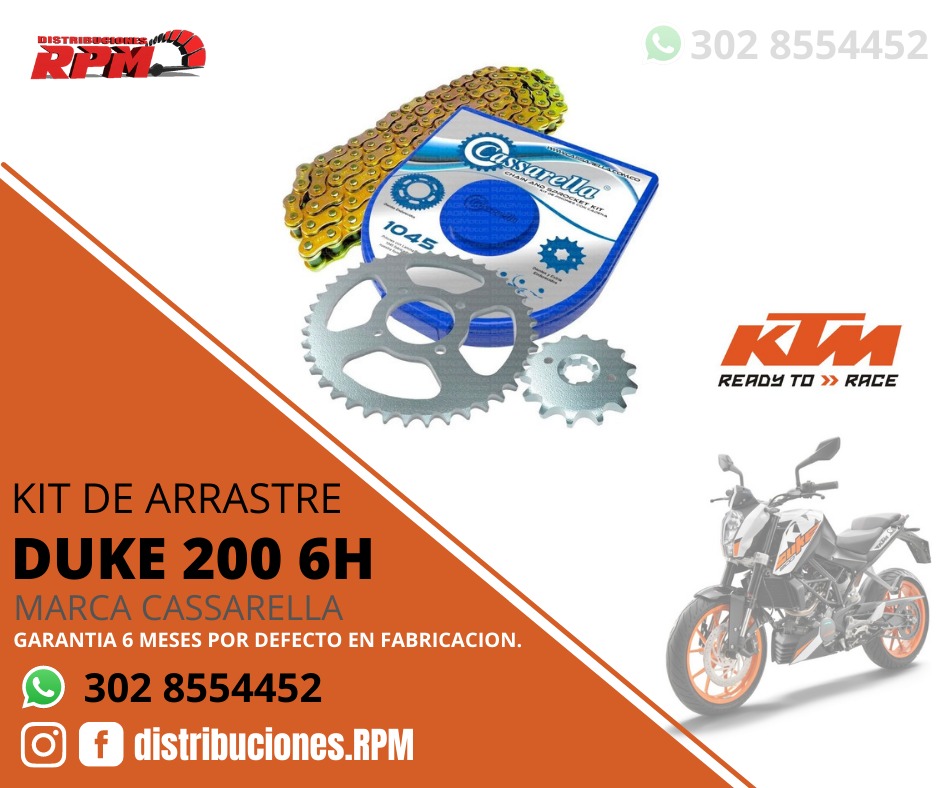 DISTRIBUCIONES
RPM
302 8554452
Cassarella®
CHAIN AND SPROCKET KIT
1045
KTM
READY TO >> RACE
KIT DE ARRASTRE
DUKE 200 6H
MARCA CASSARELLA
GARANTIA 6 MESES POR DEFECTO EN FABRICACION.
302 8554452
distribuciones.RPM
DUKE